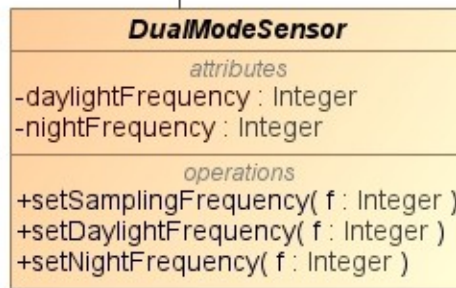 DualModeSensor
attributes
-daylightFrequency : Integer
-nightFrequency : Integer
operations
+setSamplingFrequency( f : Integer )
+setDaylightFrequency( f : Integer )
+setNightFrequency( f : Integer )